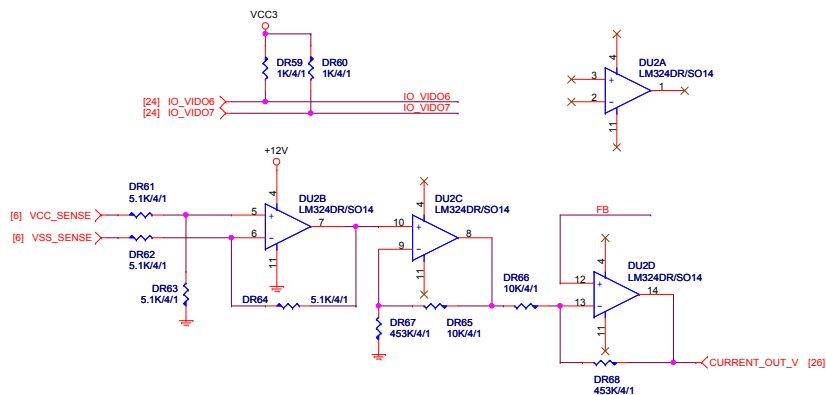 VCC3
DR59
1K/4/1
DR60
1K/4/1
[24] IO_VIDO6
IO_VIDO6
[24] IO_VIDO7
IO_VIDO7
DU2A
LM324DR/SO14
4
3
2
1
11
+
−
+12V
DR61
5.1K/4/1
[6] VCC_SENSE
[6] VSS_SENSE
DR62
5.1K/4/1
DR63
5.1K/4/1
DU2B
LM324DR/SO14
4
5
6
7
11
+
−
DR64
5.1K/4/1
DU2C
LM324DR/SO14
4
10
9
8
11
+
−
DR67
453K/4/1
DR65
10K/4/1
DR66
10K/4/1
FB
DU2D
LM324DR/SO14
4
12
13
14
11
+
−
DR68
453K/4/1
CURRENT_OUT_V [26]